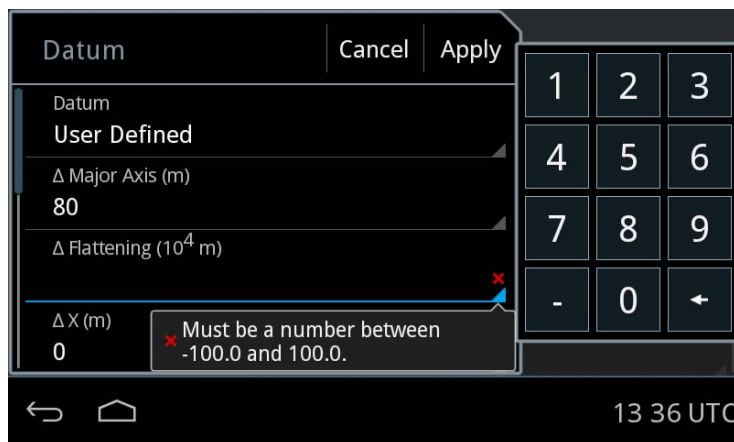 Datum
Cancel
Apply
Datum
User Defined
Δ Major Axis (m)
80
Δ Flattening (10⁴ m)
Δ X (m)
0
Must be a number between
-100.0 and 100.0.
1 2 3
4 5 6
7 8 9
- 0
13 36 UTC